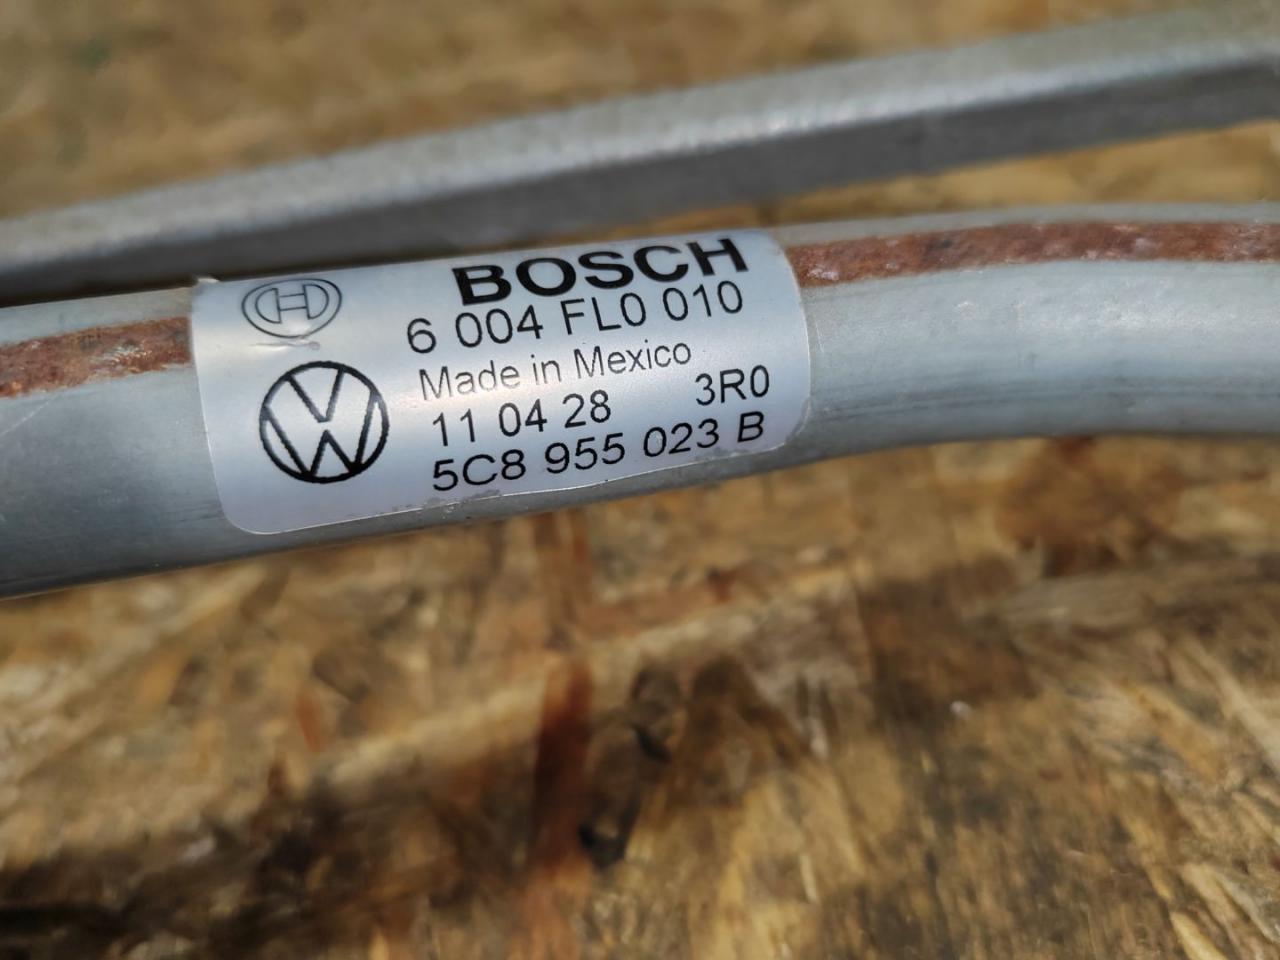 BOSCH
6 004 FL0 010
Made in Mexico
11 04 28 3R0
5C8 955 023 B